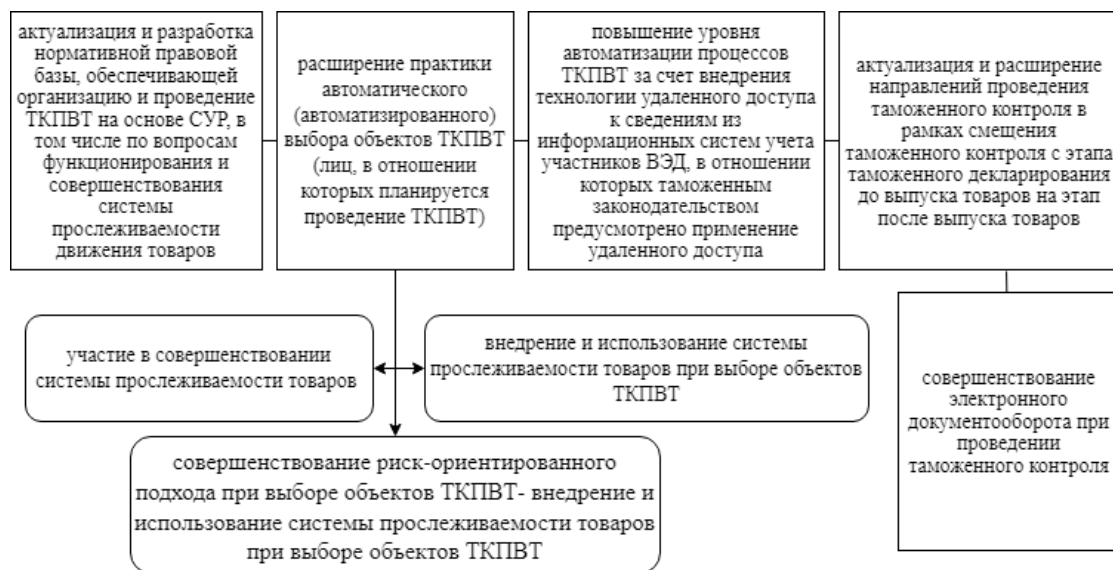 актуализация и разработка
нормативной правовой
базы, обеспечивающей
организацию и проведение
ТКПВТ на основе СУР, в
том числе по вопросам
функционирования и
совершенствования
системы
прослеживаемости
движения товаров
расширение практики
автоматического
(автоматизированного)
выбора объектов ТКПВТ
(лиц, в отношении
которых планируется
проведение ТКПВТ)
повышение уровня
автоматизации процессов
ТКПВТ за счет внедрения
технологии удаленного доступа
к сведениям из
информационных систем учета
участников ВЭД, в отношении
которых таможенным
законодательством
предусмотрено применение
удаленного доступа
актуализация и расширение
направлений проведения
таможенного контроля в
рамках смещения
таможенного контроля с этапа
таможенного декларирования
до выпуска товаров на этап
после выпуска товаров
участие в совершенствовании
системы прослеживаемости товаров
внедрение и использование системы
прослеживаемости товаров при выборе объектов
ТКПВТ
совершенствование риск-ориентированного
подхода при выборе объектов ТКПВТ- внедрение и
использование системы прослеживаемости товаров
при выборе объектов ТКПВТ
совершенствование
электронного
документооборота при
проведении
таможенного контроля